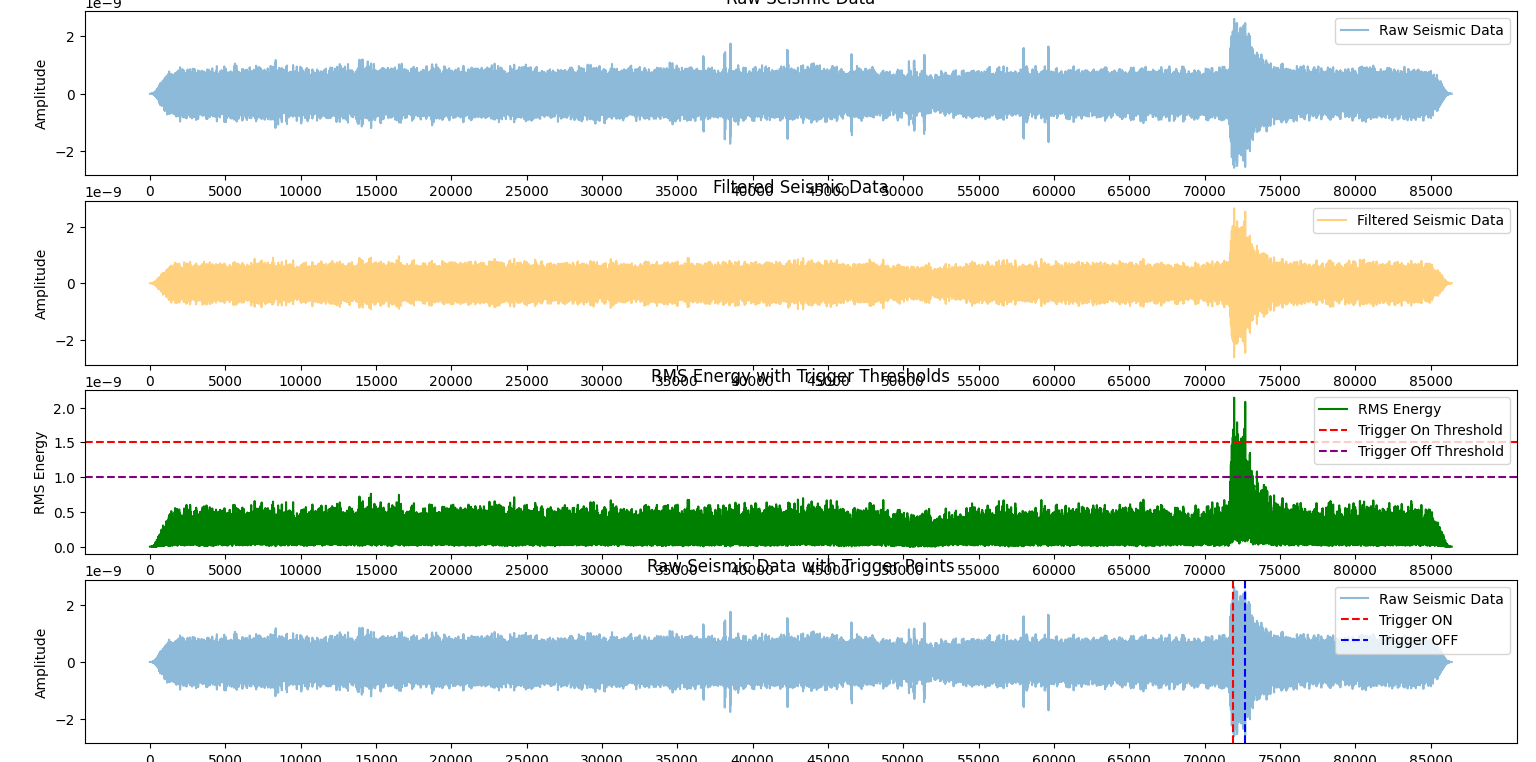 Raw Seismic Data
1e−9
Raw Seismic Data
Amplitude
2
0
−2
0 5000 10000 15000 20000 25000 30000 35000 40000 45000 50000 55000 60000 65000 70000 75000 80000 85000
Filtered Seismic Data
1e−9
Filtered Seismic Data
Amplitude
2
0
−2
0 5000 10000 15000 20000 25000 30000 35000 40000 45000 50000 55000 60000 65000 70000 75000 80000 85000
RMS Energy with Trigger Thresholds
1e−9
RMS Energy
Trigger On Threshold
Trigger Off Threshold
RMS Energy
2.0
1.5
1.0
0.5
0.0
0 5000 10000 15000 20000 25000 30000 35000 40000 45000 50000 55000 60000 65000 70000 75000 80000 85000
Raw Seismic Data with Trigger Points
1e−9
Raw Seismic Data
Trigger ON
Trigger OFF
Amplitude
2
0
−2
0 5000 10000 15000 20000 25000 30000 35000 40000 45000 50000 55000 60000 65000 70000 75000 80000 85000